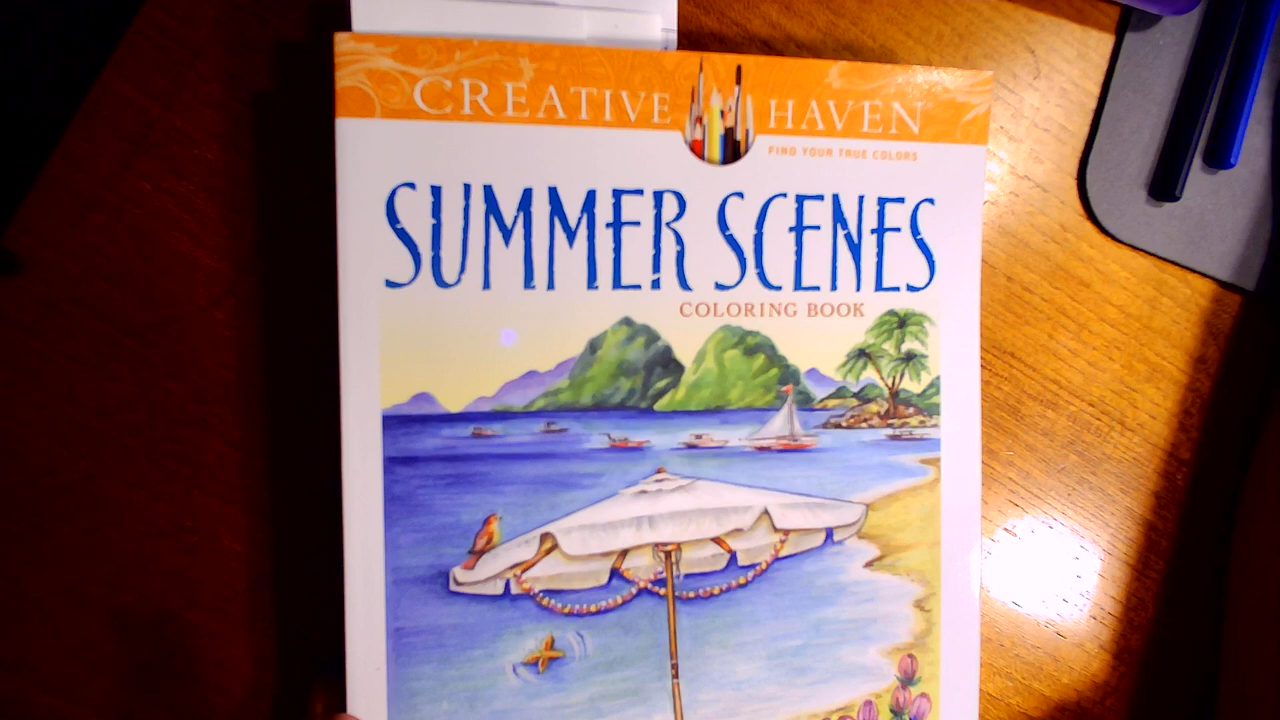 CREATIVE HAVEN
FIND YOUR TRUE COLORS
SUMMER SCENES
COLORING BOOK